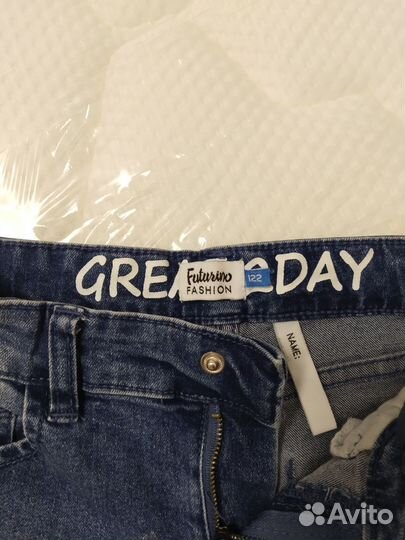 GREA DAY
Futurino
FASHION
122
NAME:
Avito